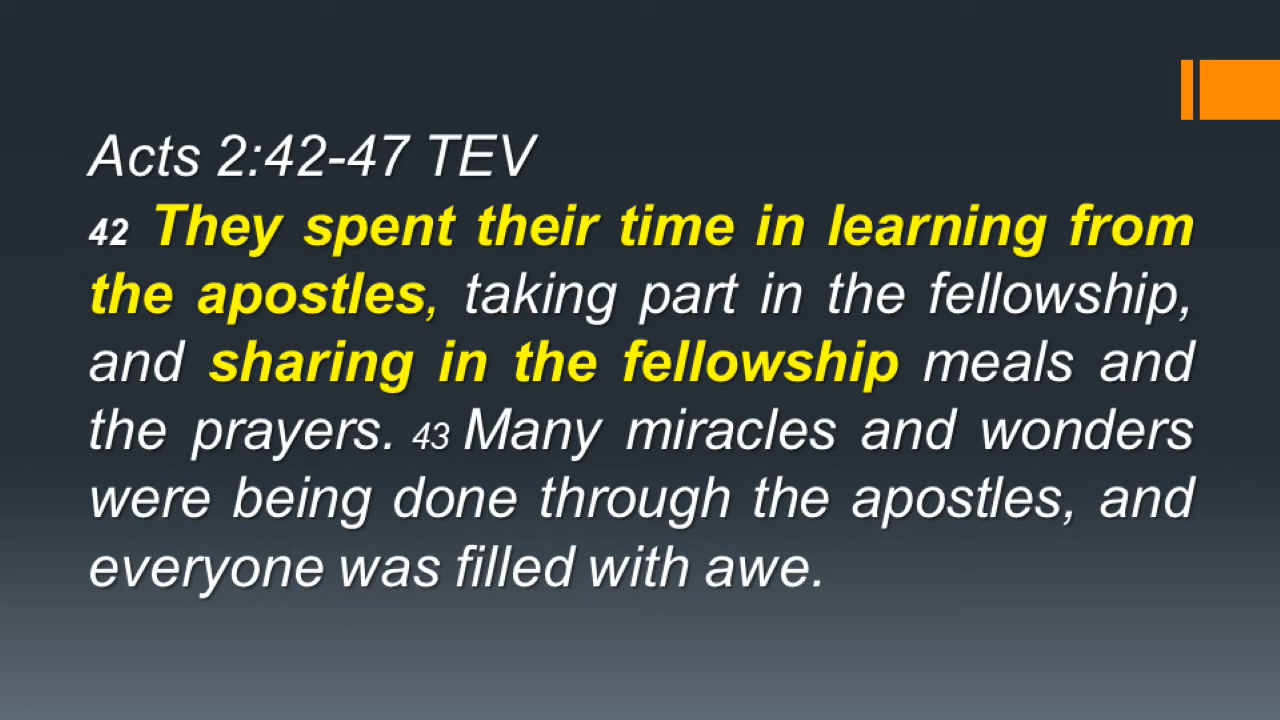 Acts 2:42-47 TEV
42 They spent their time in learning from
the apostles, taking part in the fellowship,
and sharing in the fellowship meals and
the prayers. 43 Many miracles and wonders
were being done through the apostles, and
everyone was filled with awe.